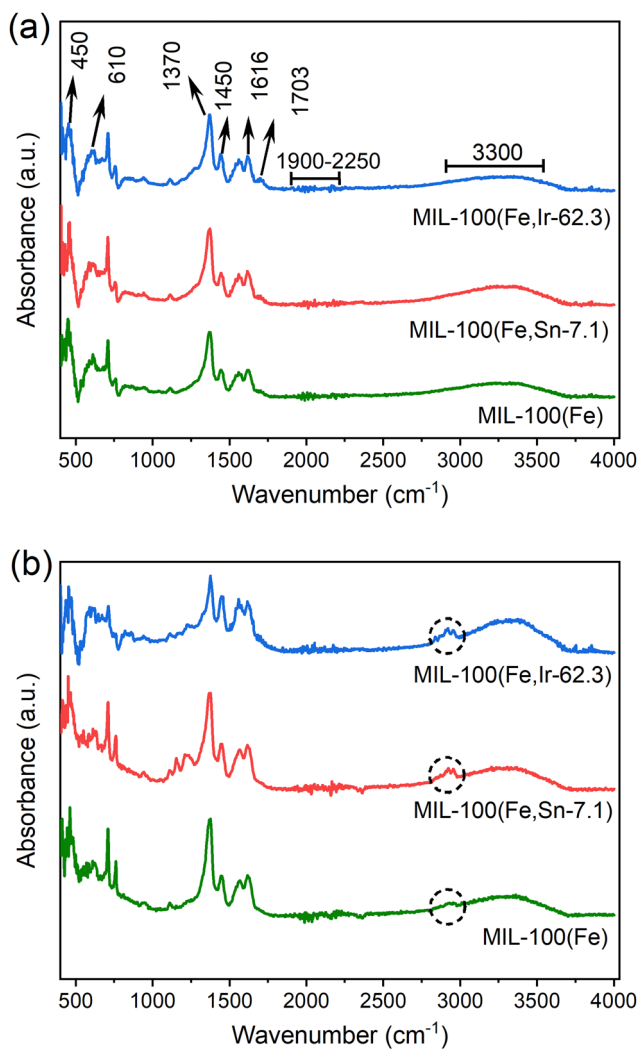 (a)
450
610
1370
1450
1616
1703
1900-2250
3300
MIL-100(Fe,Ir-62.3)
MIL-100(Fe,Sn-7.1)
MIL-100(Fe)
Absorbance (a.u.)
500 1000 1500 2000 2500 3000 3500 4000
Wavenumber (cm⁻¹)
(b)
MIL-100(Fe,Ir-62.3)
MIL-100(Fe,Sn-7.1)
MIL-100(Fe)
Absorbance (a.u.)
500 1000 1500 2000 2500 3000 3500 4000
Wavenumber (cm⁻¹)